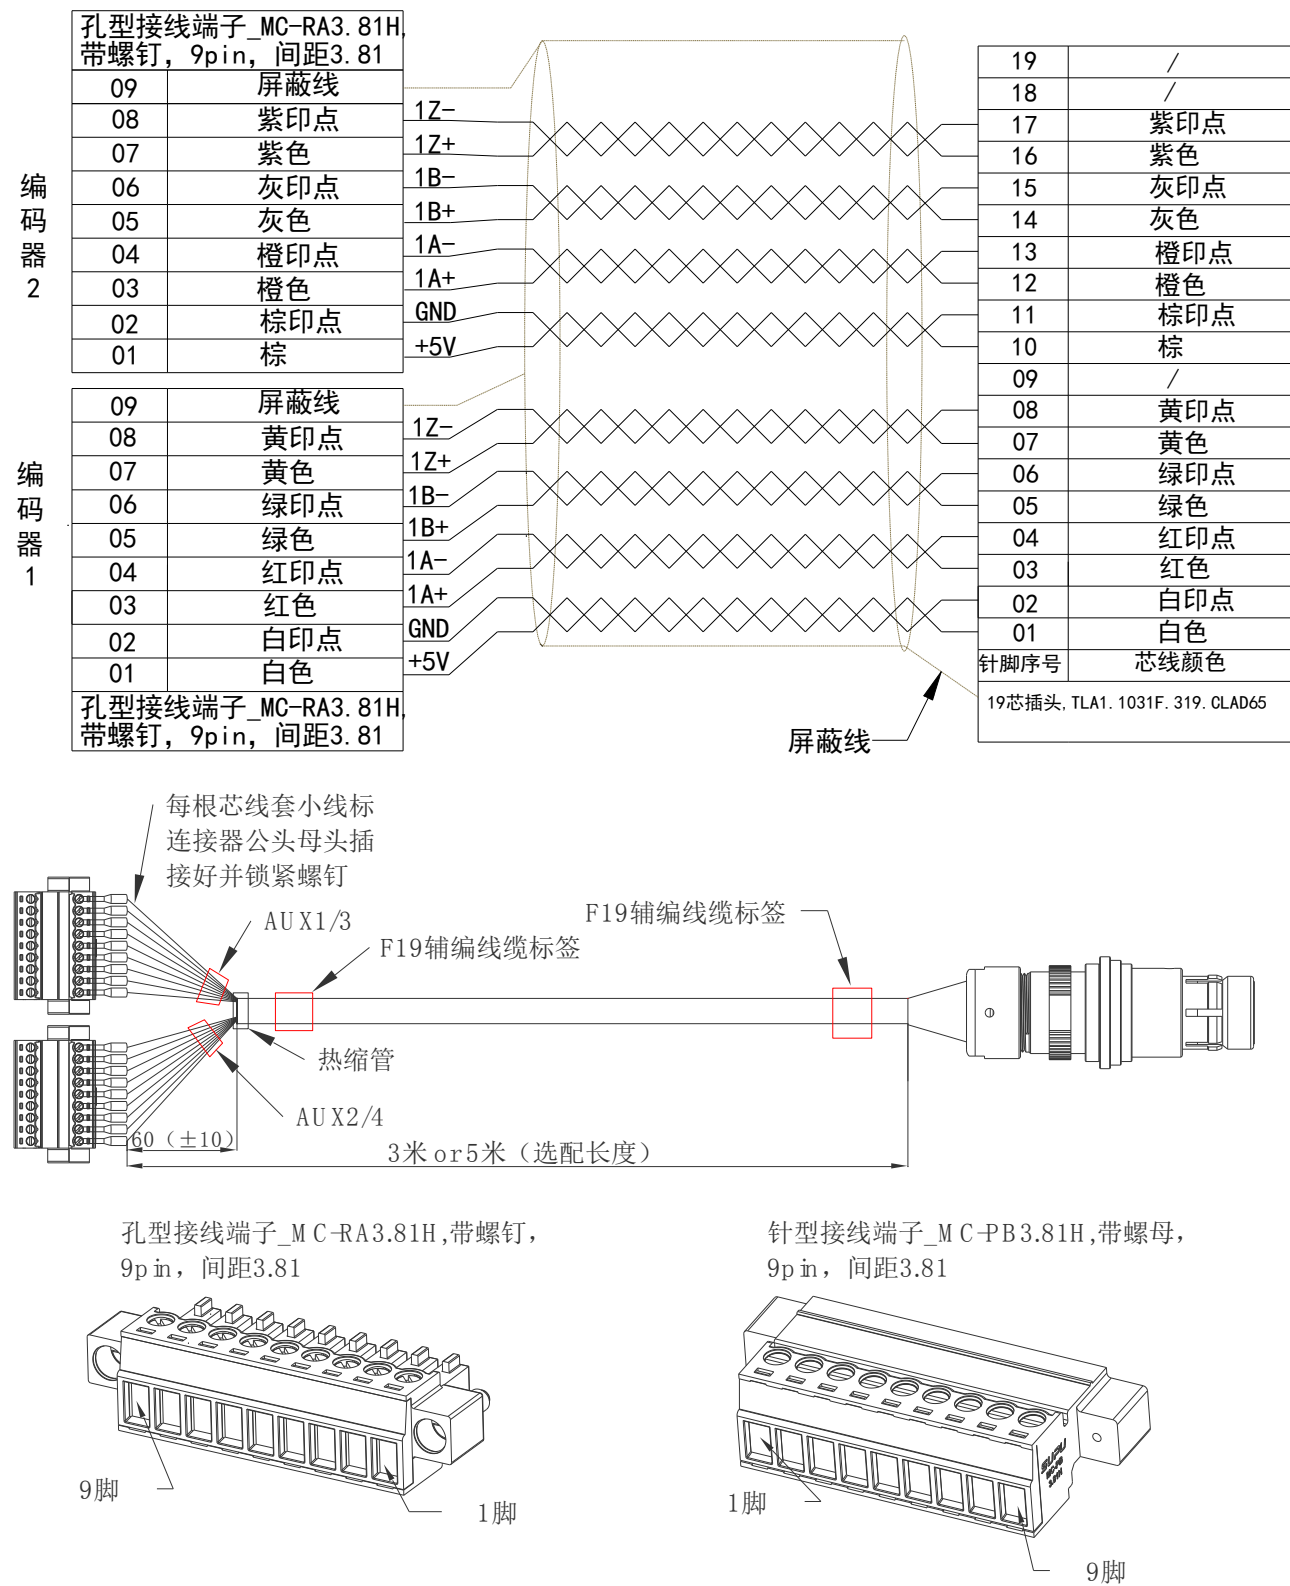 孔型接线端子_MC-RA3.81H,
带螺钉, 9pin, 间距3.81
09 屏蔽线
08 紫印点 1Z-
07 紫色 1Z+
06 灰印点 1B-
05 灰色 1B+
04 橙印点 1A-
03 橙色 1A+
02 棕印点 GND
01 棕 +5V
编码器2
09 屏蔽线
08 黄印点 1Z-
07 黄色 1Z+
06 绿印点 1B-
05 绿色 1B+
04 红印点 1A-
03 红色 1A+
02 白印点 GND
01 白色 +5V
编码器1
孔型接线端子_MC-RA3.81H,
带螺钉, 9pin, 间距3.81
19 /
18 /
17 紫印点
16 紫色
15 灰印点
14 灰色
13 橙印点
12 橙色
11 棕印点
10 棕
09 /
08 黄印点
07 黄色
06 绿印点
05 绿色
04 红印点
03 红色
02 白印点
01 白色
针脚序号 芯线颜色
19芯插头, TLA1.1031F.319.CLAD65
屏蔽线
每根芯线套小线标
连接器公头母头插
接好并锁紧螺钉
AUX1/3
F19辅编线缆标签
F19辅编线缆标签
热缩管
AUX2/4
60（±10）
3米or5米（选配长度）
孔型接线端子_MC-RA3.81H,带螺钉,
9pin, 间距3.81
9脚
1脚
针型接线端子_MC-PB3.81H,带螺母,
9pin, 间距3.81
SUPU
MC-PB
3.81H
1脚
9脚